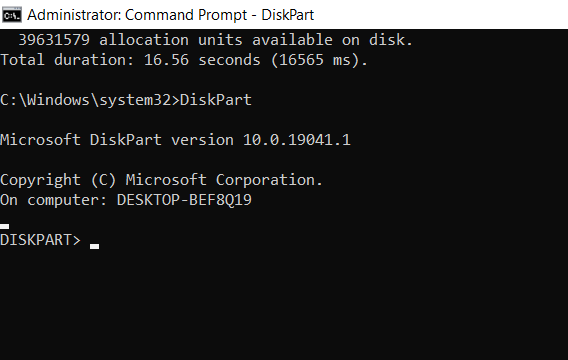 Administrator: Command Prompt - DiskPart
39631579 allocation units available on disk.
Total duration: 16.56 seconds (16565 ms).
C:\Windows\system32>DiskPart
Microsoft DiskPart version 10.0.19041.1
Copyright (C) Microsoft Corporation.
On computer: DESKTOP-BEF8Q19
DISKPART>